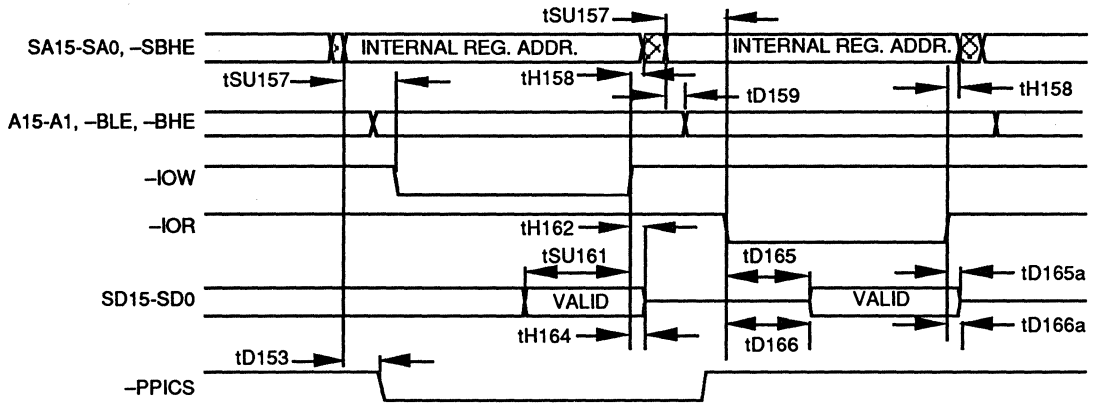 tSU157
SA15-SA0, –SBHE
INTERNAL REG. ADDR.
INTERNAL REG. ADDR.
tSU157
tH158
tD159
tH158
A15-A1, –BLE, –BHE
–IOW
–IOR
tH162
tSU161
tD165
tD165a
SD15-SD0
VALID
VALID
tH164
tD166
tD166a
tD153
–PPICS